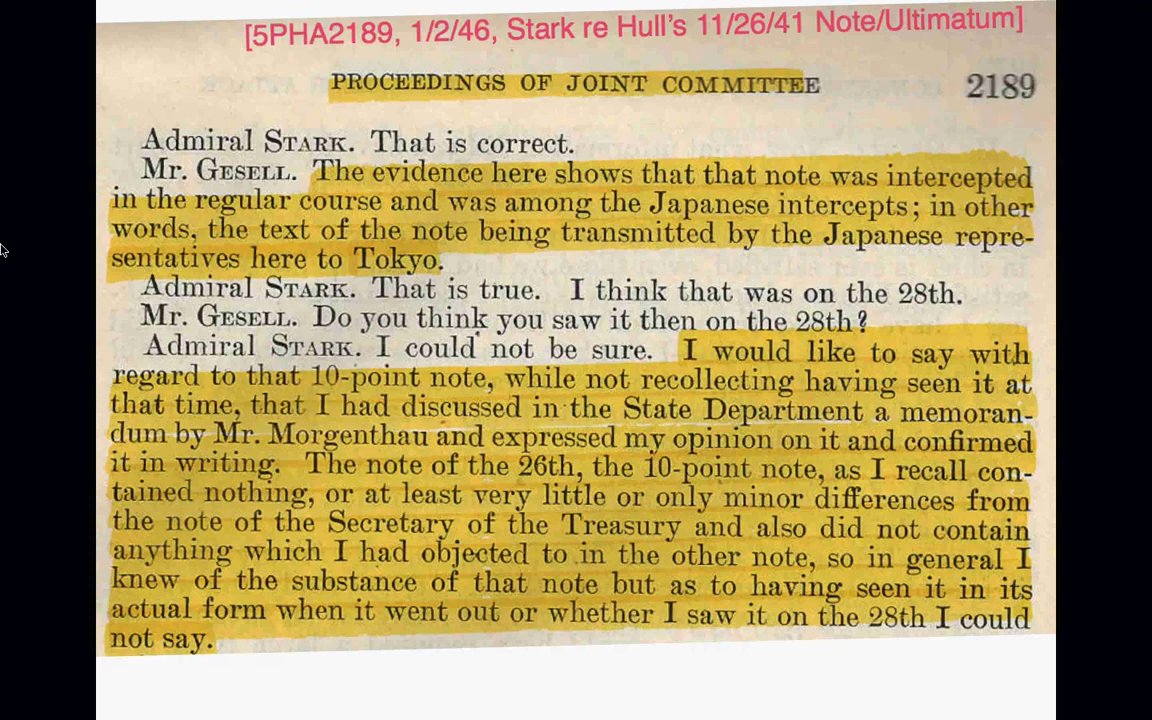 [5PHA2189, 1/2/46, Stark re Hull's 11/26/41 Note/Ultimatum]
PROCEEDINGS OF JOINT COMMITTEE 2189
Admiral STARK. That is correct.
Mr. GESELL. The evidence here shows that that note was intercepted
in the regular course and was among the Japanese intercepts; in other
words, the text of the note being transmitted by the Japanese repre-
sentatives here to Tokyo.
Admiral STARK. That is true. I think that was on the 28th.
Mr. GESELL. Do you think you saw it then on the 28th?
Admiral STARK. I could not be sure. I would like to say with
regard to that 10-point note, while not recollecting having seen it at
that time, that I had discussed in the State Department a memoran-
dum by Mr. Morgenthau and expressed my opinion on it and confirmed
it in writing. The note of the 26th, the 10-point note, as I recall con-
tained nothing, or at least very little or only minor differences from
the note of the Secretary of the Treasury and also did not contain
anything which I had objected to in the other note, so in general I
knew of the substance of that note but as to having seen it in its
actual form when it went out or whether I saw it on the 28th I could
not say.